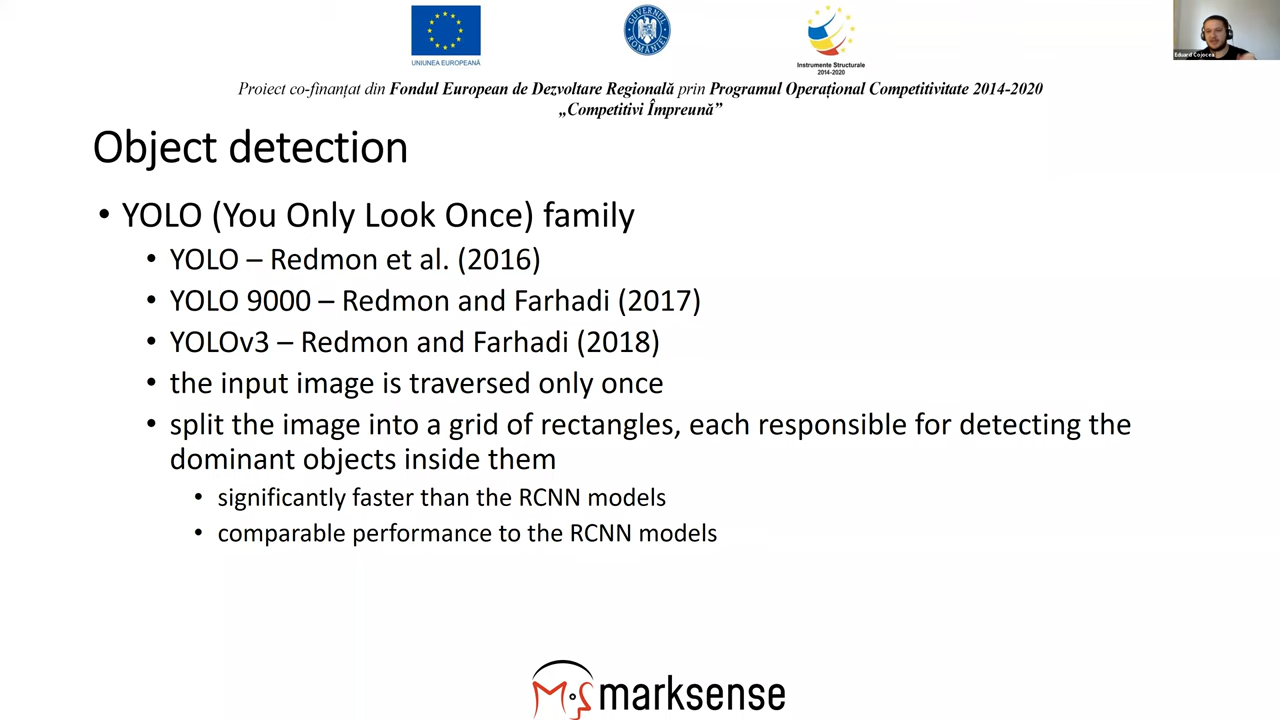 UNIUNEA EUROPEANĂ
GUVERNUL ROMÂNIEI
Instrumente Structurale
2014-2020
Eduard Cojocea
Proiect co-finanțat din Fondul European de Dezvoltare Regională prin Programul Operațional Competitivitate 2014-2020
„Competitivi Împreună”
Object detection
• YOLO (You Only Look Once) family
• YOLO – Redmon et al. (2016)
• YOLO 9000 – Redmon and Farhadi (2017)
• YOLOv3 – Redmon and Farhadi (2018)
• the input image is traversed only once
• split the image into a grid of rectangles, each responsible for detecting the
dominant objects inside them
• significantly faster than the RCNN models
• comparable performance to the RCNN models
marksense